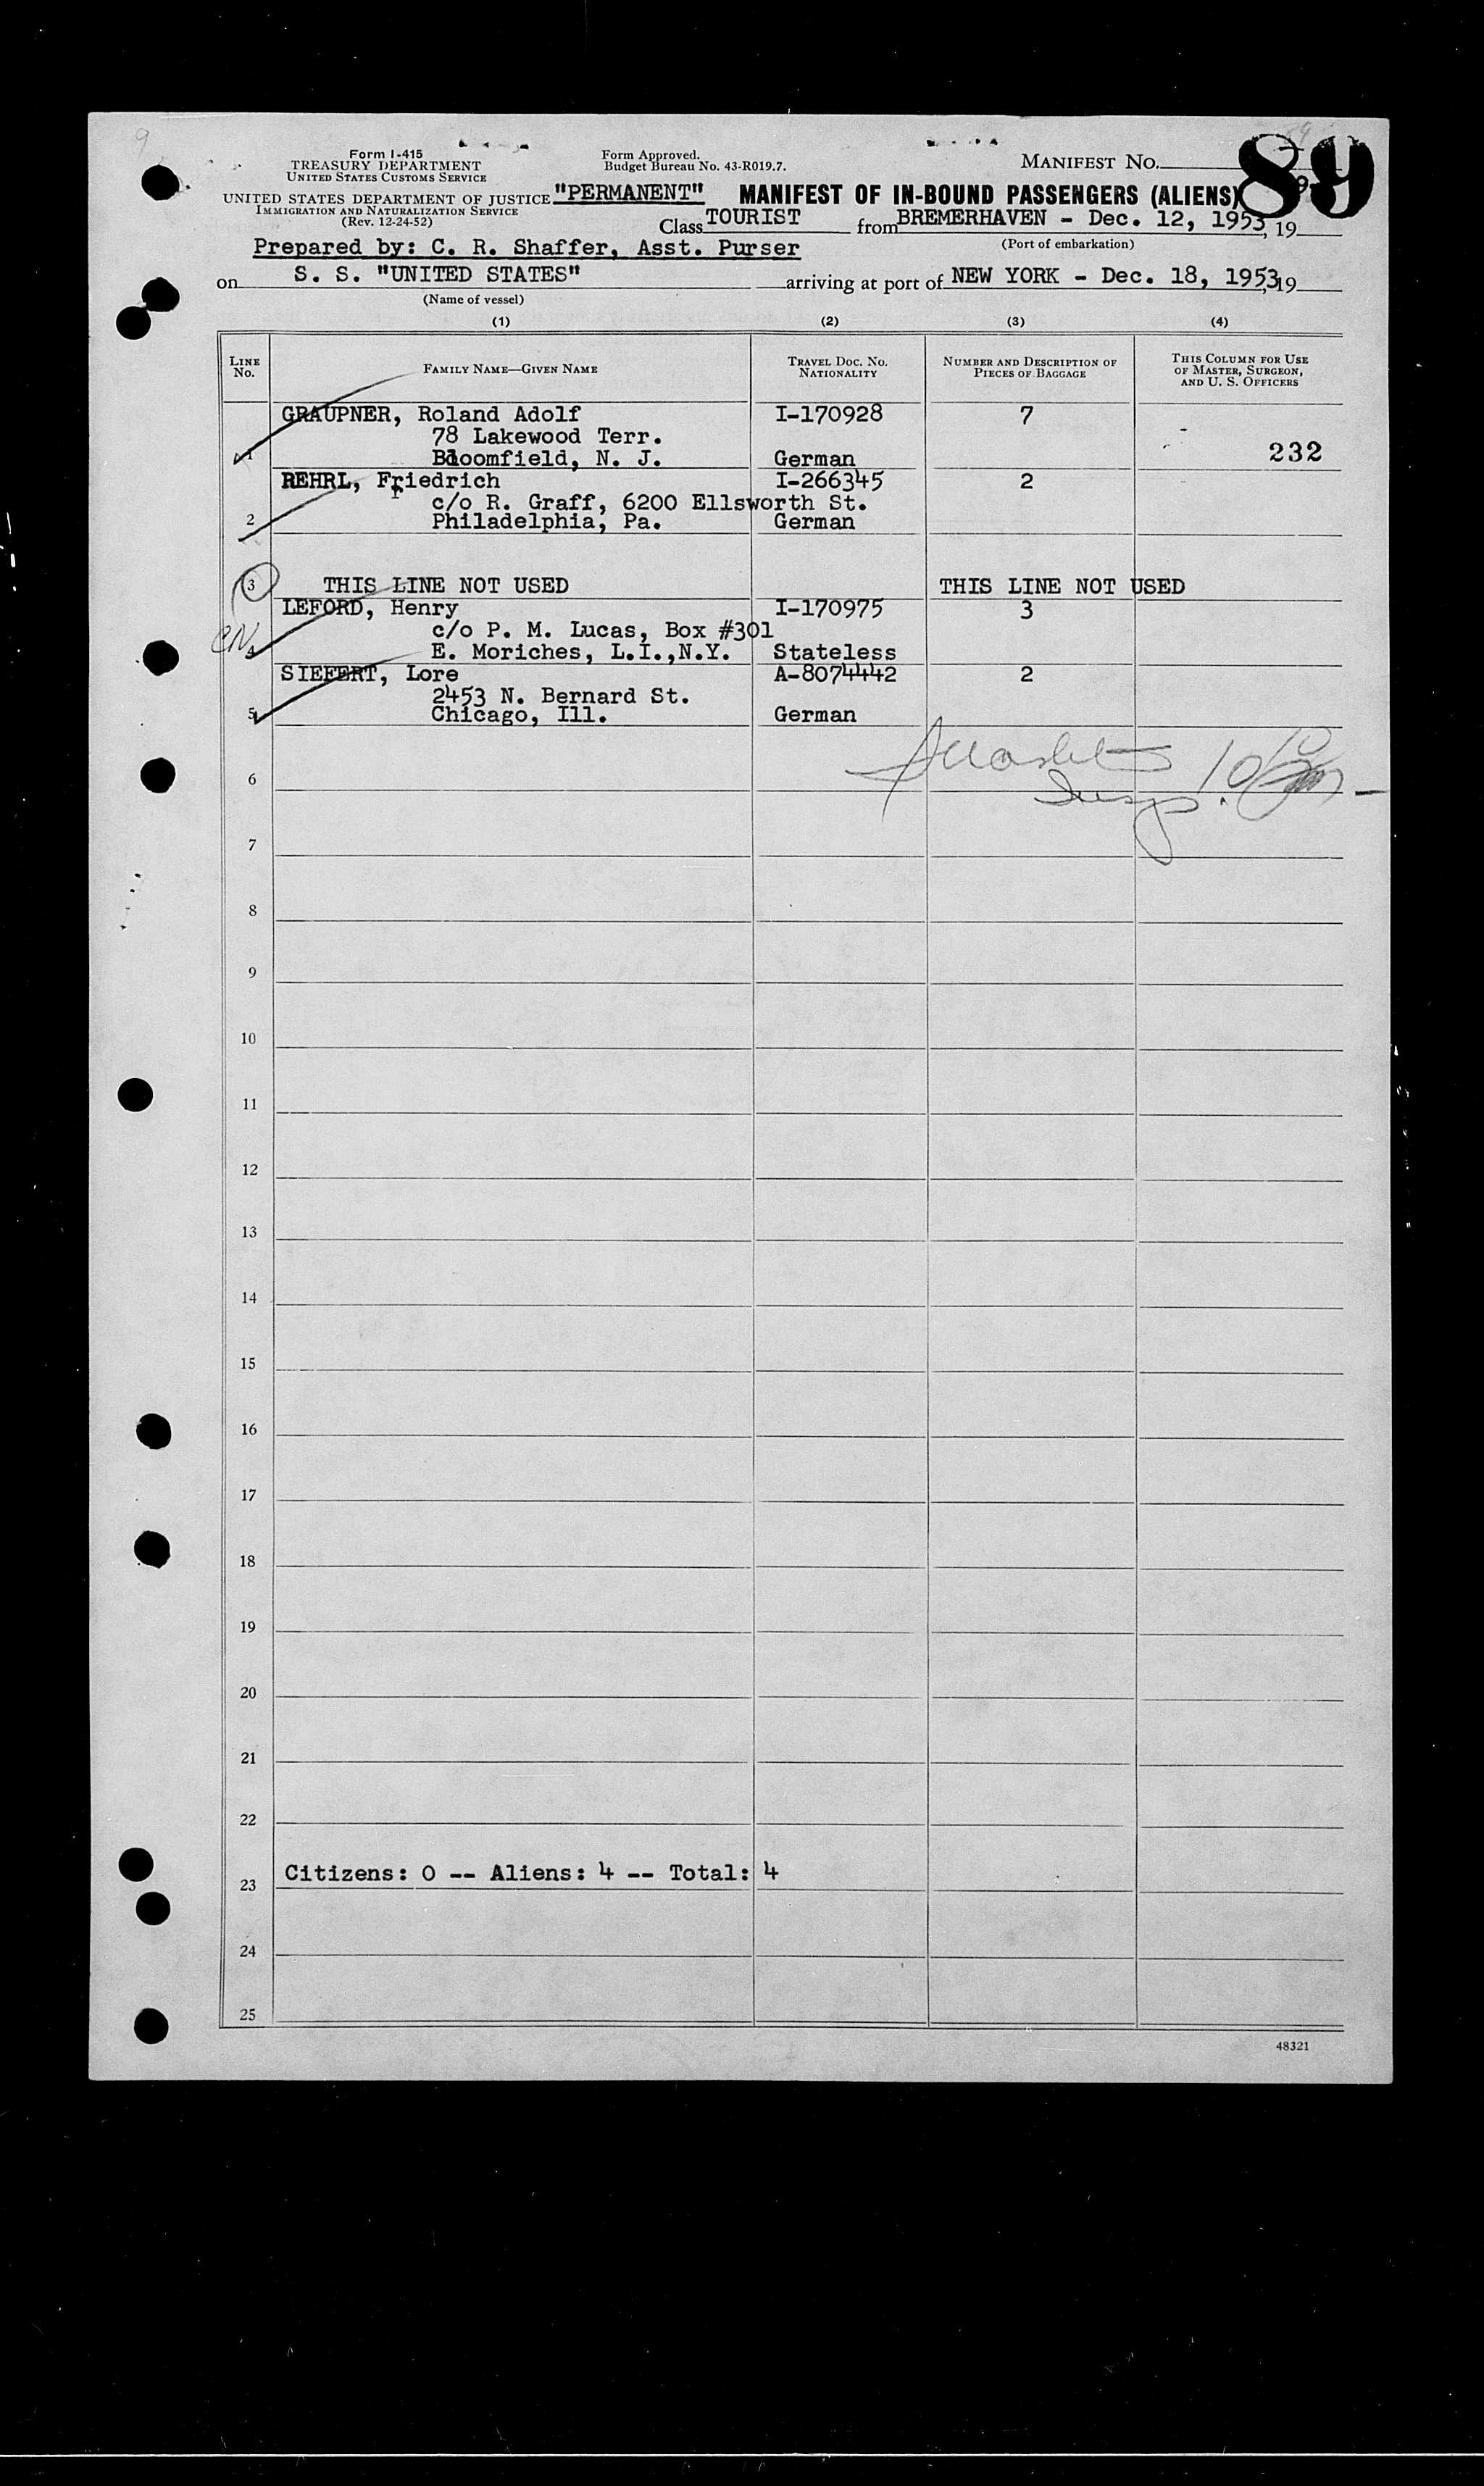 9
Form I-415
TREASURY DEPARTMENT
UNITED STATES CUSTOMS SERVICE
Form Approved.
Budget Bureau No. 43-R019.7.
MANIFEST NO.
89
UNITED STATES DEPARTMENT OF JUSTICE
IMMIGRATION AND NATURALIZATION SERVICE
(Rev. 12-24-52)
"PERMANENT" MANIFEST OF IN-BOUND PASSENGERS (ALIENS)
Class TOURIST from BREMERHAVEN - Dec. 12, 1953, 19
(Port of embarkation)
Prepared by: C. R. Shaffer, Asst. Purser
on S. S. "UNITED STATES" arriving at port of NEW YORK - Dec. 18, 1953, 19
(Name of vessel)
(1) (2) (3) (4)
LINE NO. FAMILY NAME—GIVEN NAME TRAVEL DOC. NO. NATIONALITY NUMBER AND DESCRIPTION OF PIECES OF BAGGAGE THIS COLUMN FOR USE OF MASTER, SURGEON, AND U. S. OFFICERS
GRAUPNER, Roland Adolf I-170928 7
78 Lakewood Terr.
1 Bloomfield, N. J. German 232
REHRL, Friedrich I-266345 2
c/o R. Graff, 6200 Ellsworth St.
2 Philadelphia, Pa. German
3 THIS LINE NOT USED THIS LINE NOT USED
LEFORD, Henry I-170975 3
c/o P. M. Lucas, Box #301
4 E. Moriches, L.I.,N.Y. Stateless
SIEFERT, Lore A-8074442 2
2453 N. Bernard St.
5 Chicago, Ill. German
6
Insp.
7
8
9
10
11
12
13
14
15
16
17
18
19
20
21
22
23 Citizens: 0 -- Aliens: 4 -- Total: 4
24
25
48321